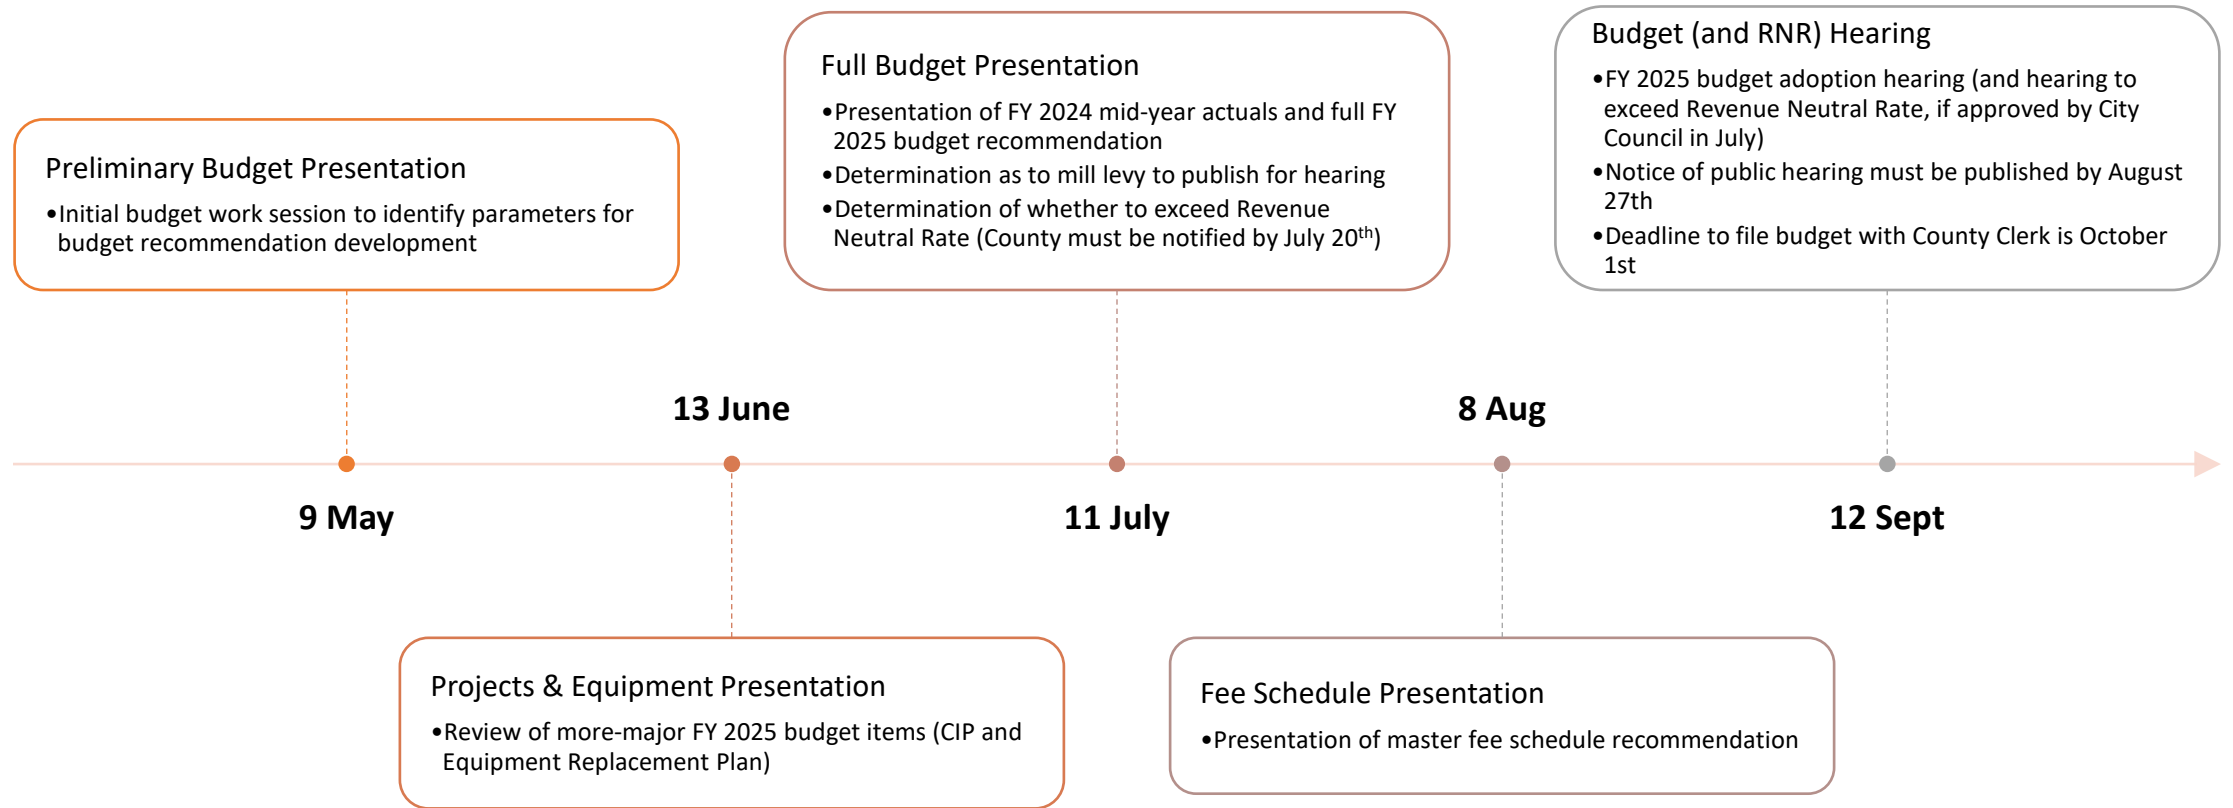 Preliminary Budget Presentation
•Initial budget work session to identify parameters for
budget recommendation development
9 May
13 June
Projects & Equipment Presentation
•Review of more-major FY 2025 budget items (CIP and
Equipment Replacement Plan)
Full Budget Presentation
•Presentation of FY 2024 mid-year actuals and full FY
2025 budget recommendation
•Determination as to mill levy to publish for hearing
•Determination of whether to exceed Revenue
Neutral Rate (County must be notified by July 20th)
11 July
8 Aug
Fee Schedule Presentation
•Presentation of master fee schedule recommendation
Budget (and RNR) Hearing
•FY 2025 budget adoption hearing (and hearing to
exceed Revenue Neutral Rate, if approved by City
Council in July)
•Notice of public hearing must be published by August
27th
•Deadline to file budget with County Clerk is October
1st
12 Sept